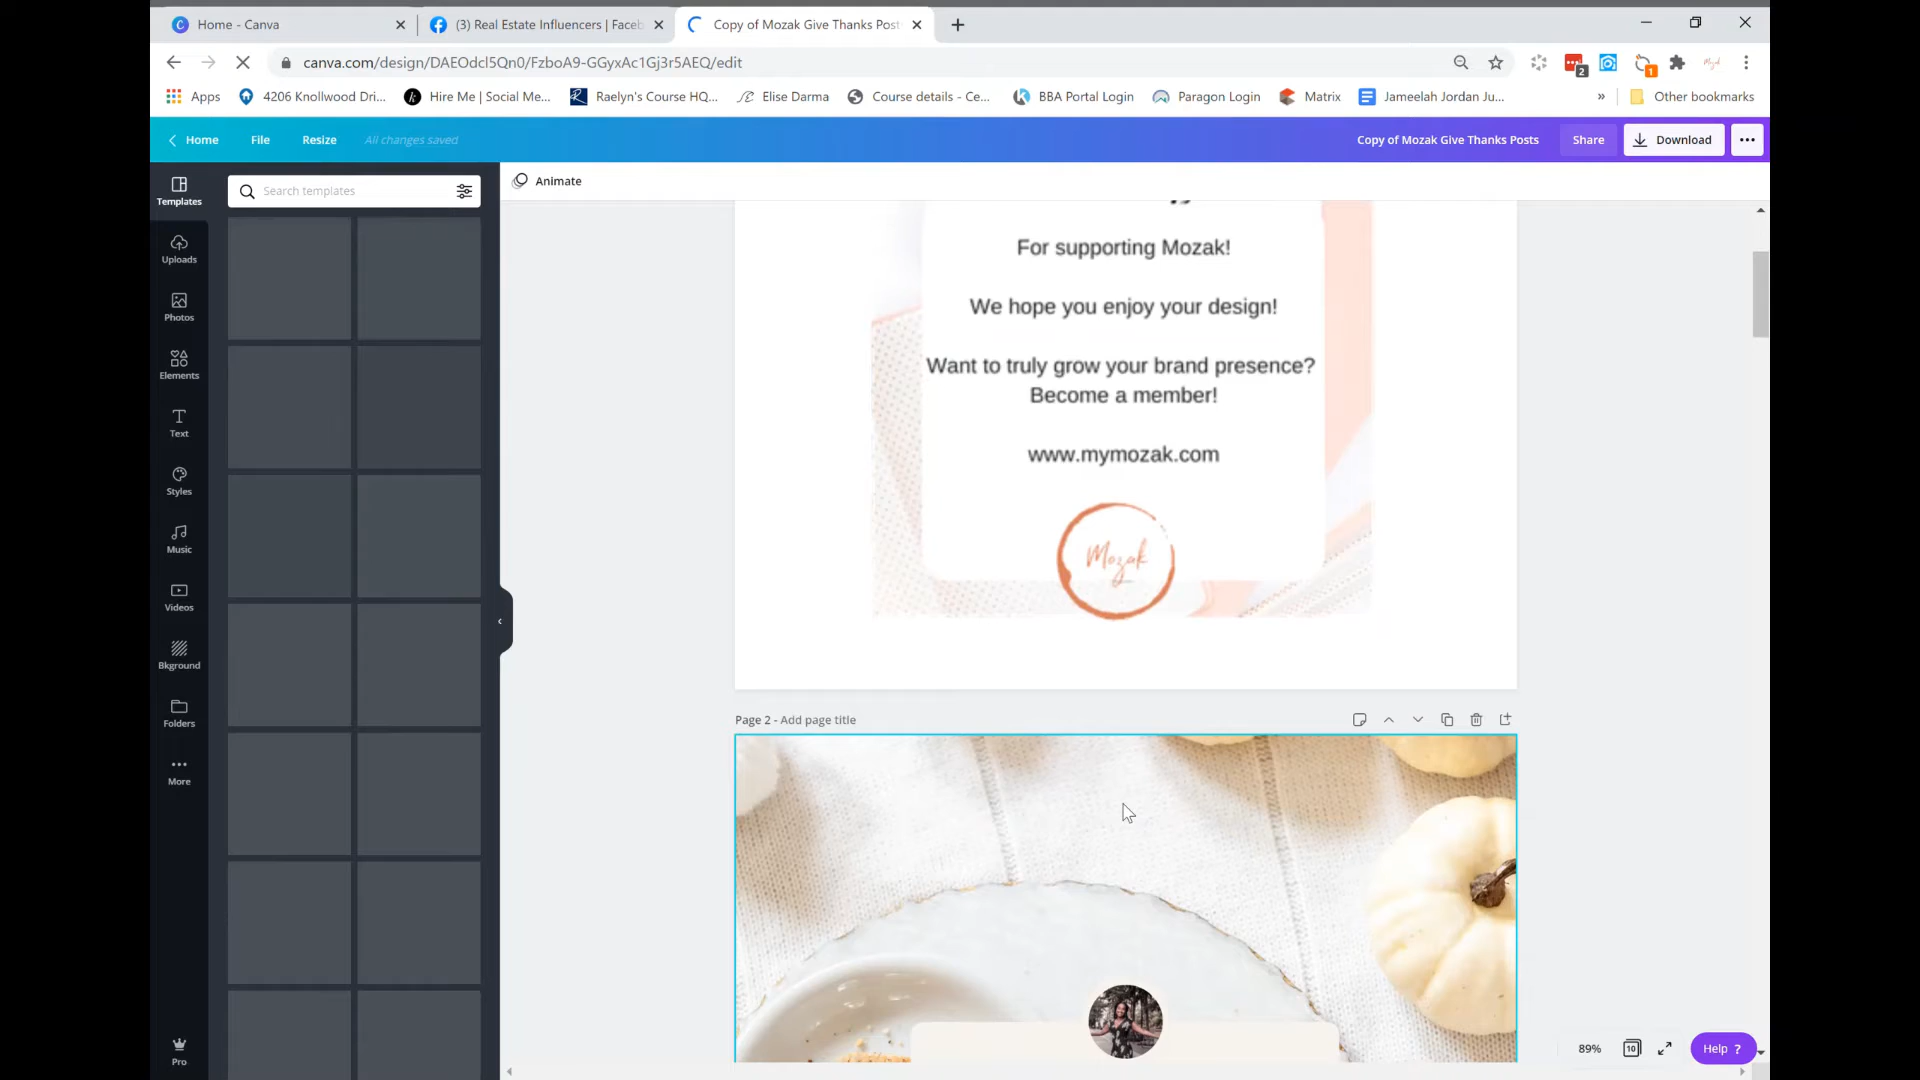 Home - Canva
(3) Real Estate Influencers | Faceb
Copy of Mozak Give Thanks Post
canva.com/design/DAEOdcl5Qn0/FzboA9-GGyxAc1Gj3r5AEQ/edit
2
1
Apps
4206 Knollwood Dri...
Hire Me | Social Me...
Raelyn's Course HQ...
Elise Darma
Course details - Ce...
BBA Portal Login
Paragon Login
Matrix
Jameelah Jordan Ju...
»
Other bookmarks
Home
File
Resize
All changes saved
Copy of Mozak Give Thanks Posts
Share
Download
Templates
Search templates
Animate
Uploads
Photos
Elements
Text
Styles
Music
Videos
Bkground
Folders
More
Pro
For supporting Mozak!
We hope you enjoy your design!
Want to truly grow your brand presence?
Become a member!
www.mymozak.com
Mozak
Page 2 - Add page title
89%
10
Help ?